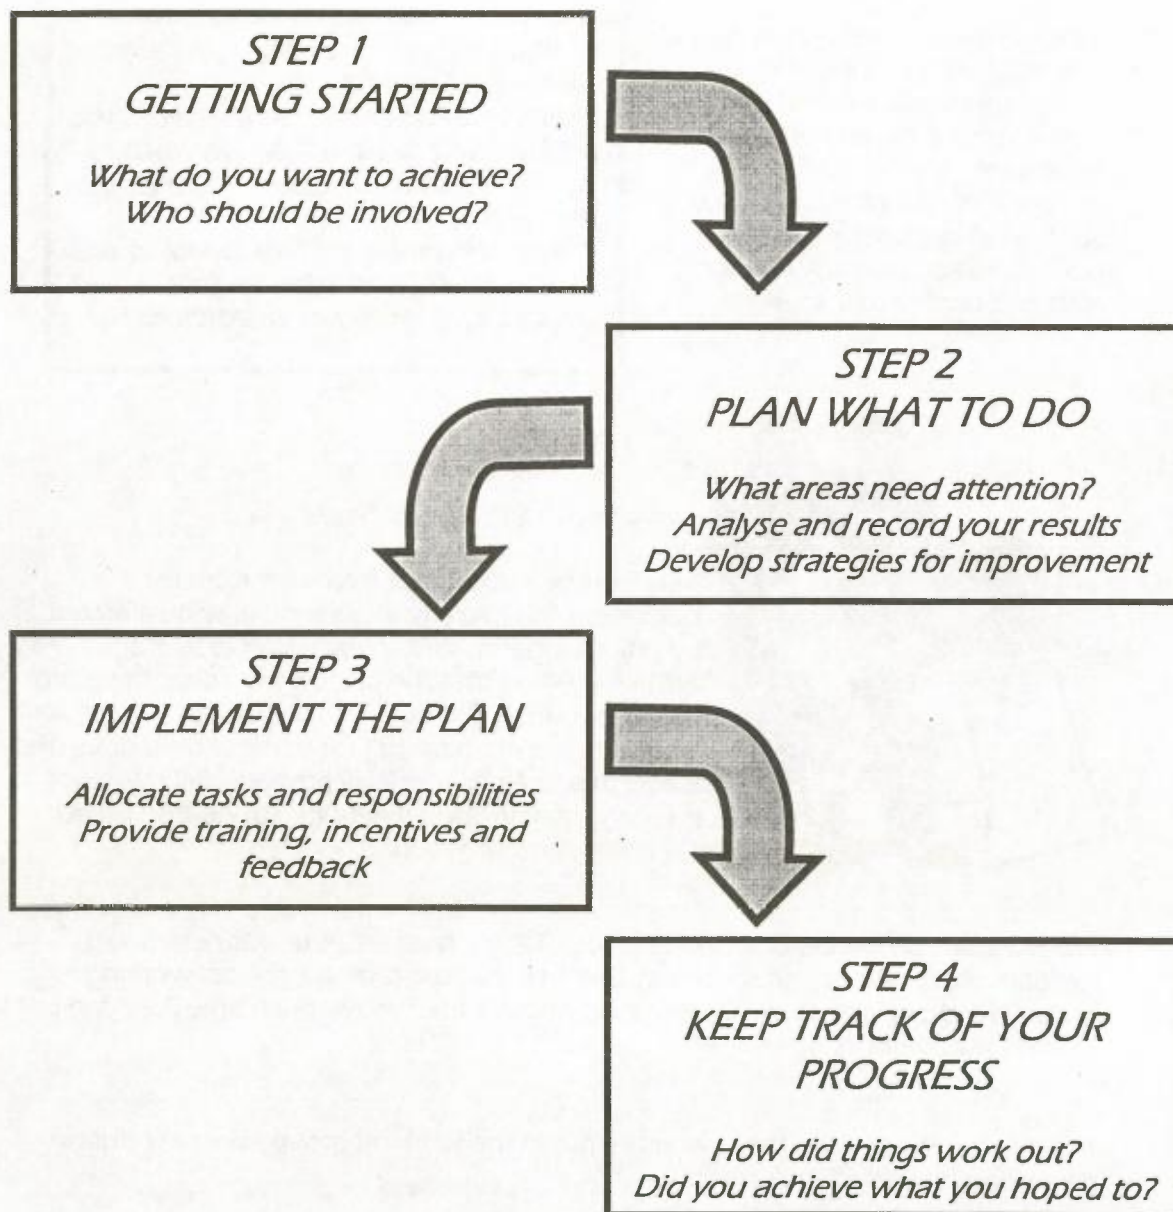 STEP 1
GETTING STARTED
What do you want to achieve?
Who should be involved?
STEP 2
PLAN WHAT TO DO
What areas need attention?
Analyse and record your results
Develop strategies for improvement
STEP 3
IMPLEMENT THE PLAN
Allocate tasks and responsibilities
Provide training, incentives and
feedback
STEP 4
KEEP TRACK OF YOUR
PROGRESS
How did things work out?
Did you achieve what you hoped to?